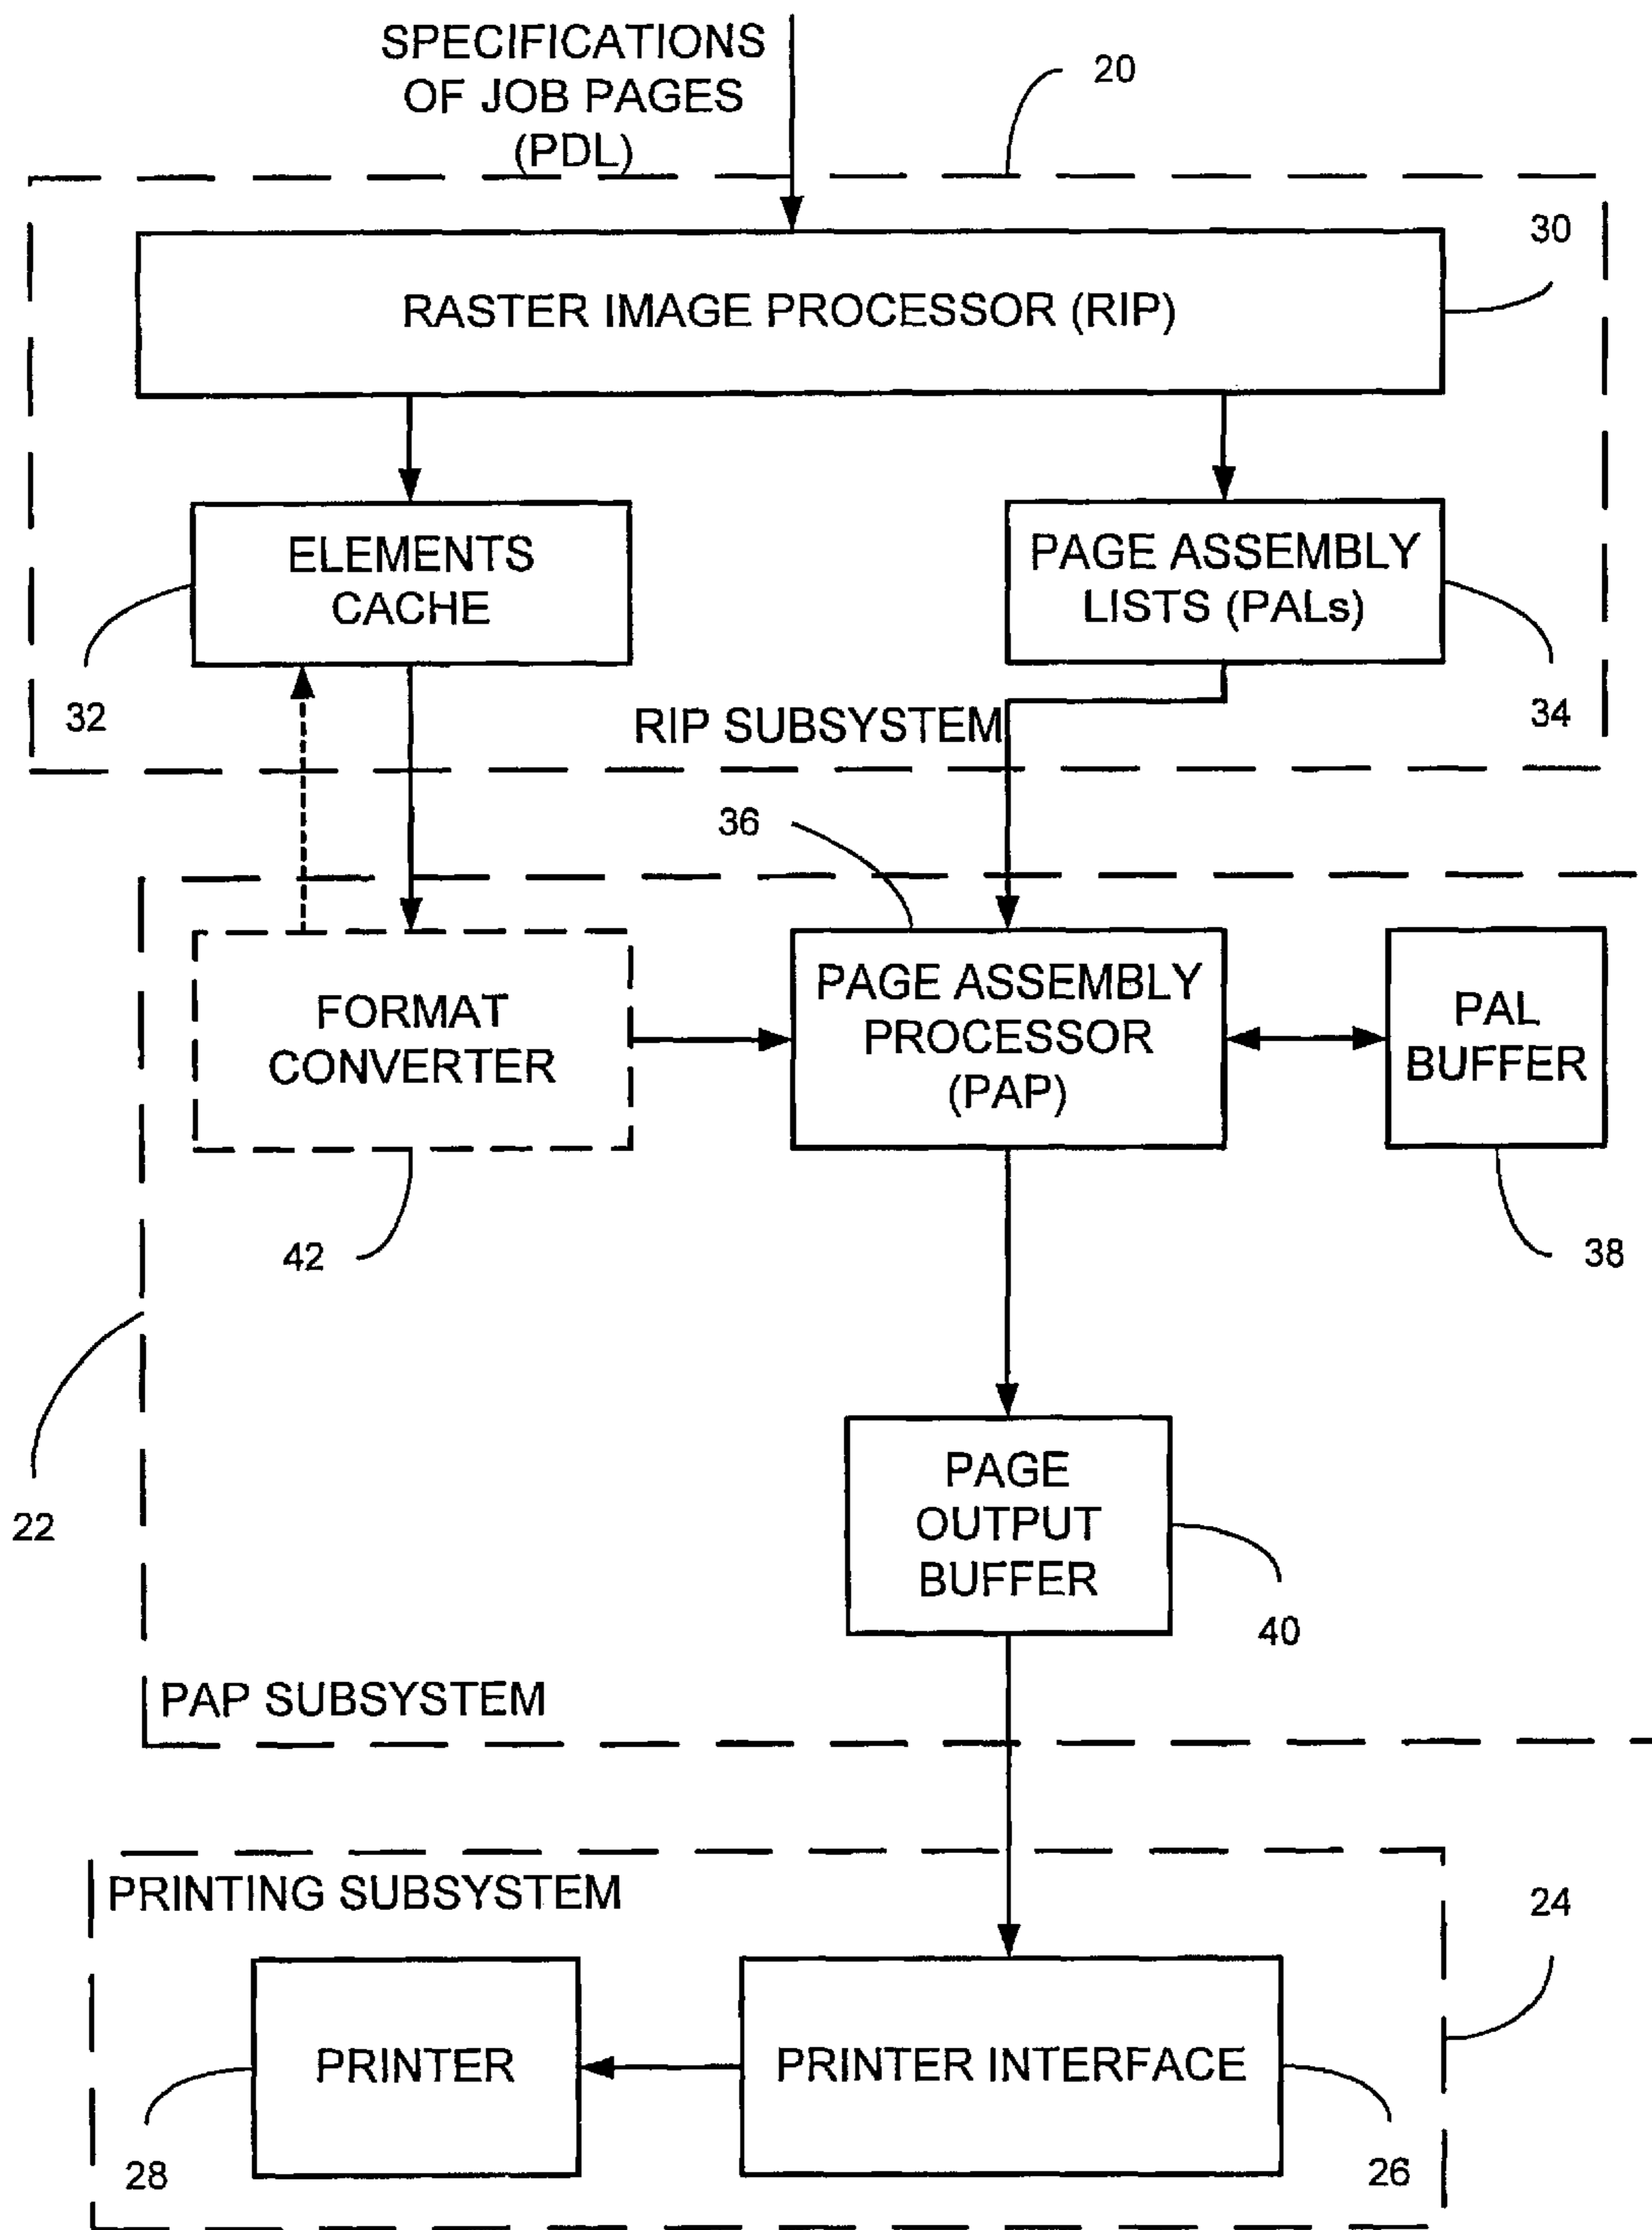 SPECIFICATIONS
OF JOB PAGES
(PDL)
20
30
RASTER IMAGE PROCESSOR (RIP)
ELEMENTS
CACHE
PAGE ASSEMBLY
LISTS (PALs)
32
RIP SUBSYSTEM
34
36
FORMAT
CONVERTER
PAGE ASSEMBLY
PROCESSOR
(PAP)
PAL
BUFFER
42
38
22
PAGE
OUTPUT
BUFFER
40
PAP SUBSYSTEM
PRINTING SUBSYSTEM
24
PRINTER
PRINTER INTERFACE
28
26